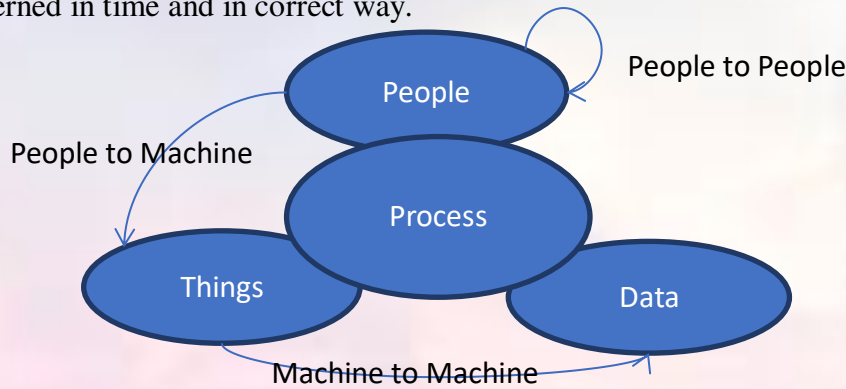 in time and in correct way.
People
People to People
People to Machine
Process
Things
Data
Machine to Machine